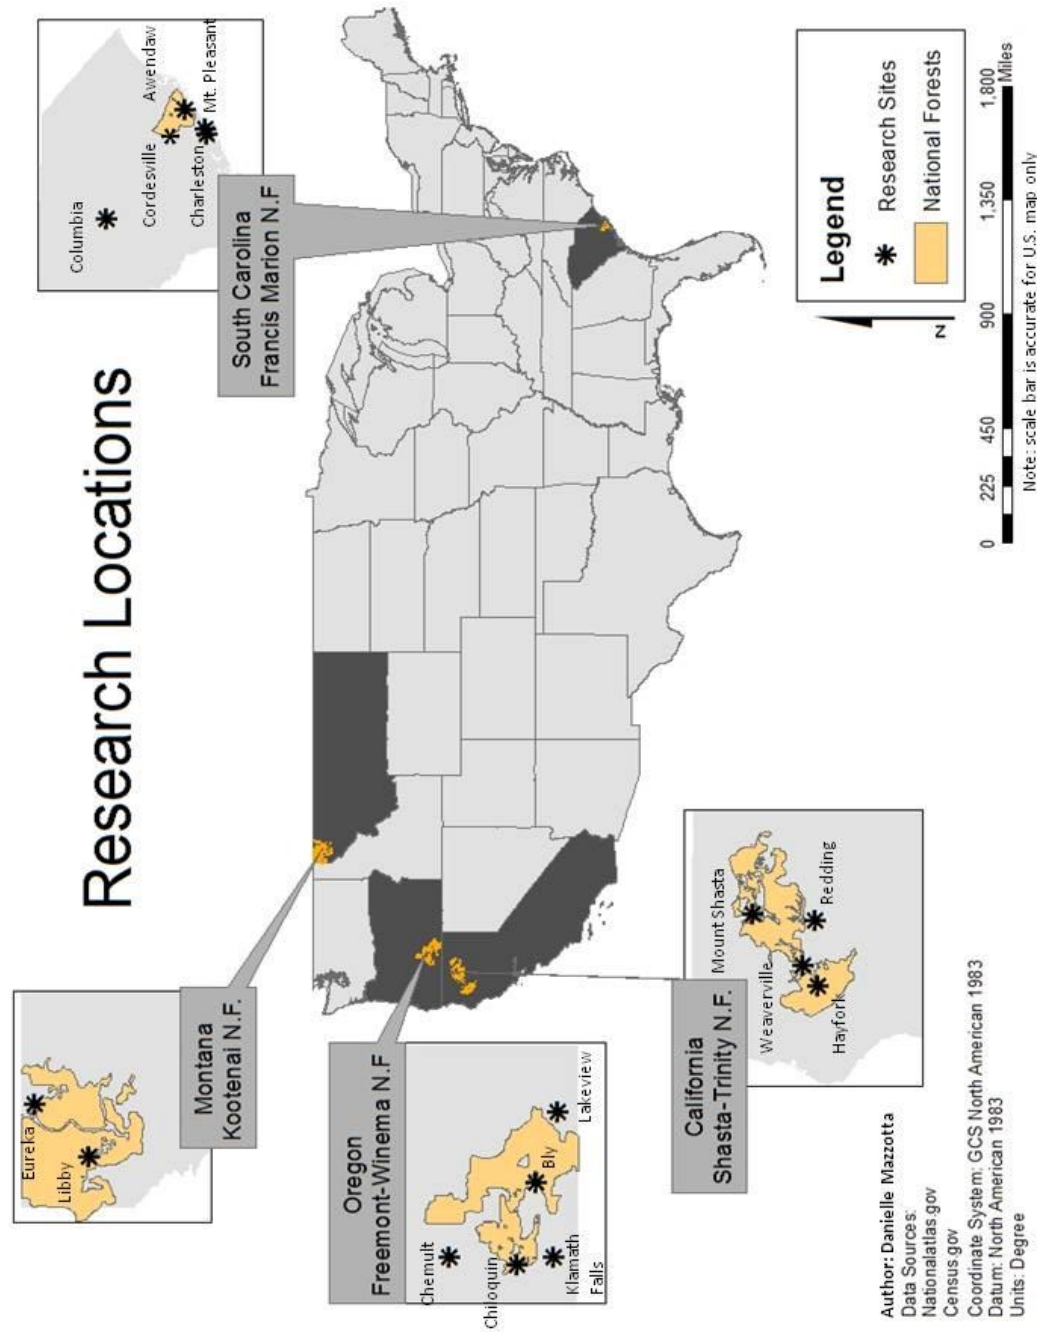 Research Locations
Eureka
Libby
Montana
Kootenai N.F.
Columbia
Cordesville
Awendaw
Charleston
Mt. Pleasant
South Carolina
Francis Marion N.F
Oregon
Freemont-Winema N.F
Chemult
Chiloquin
Bly
Klamath
Falls
Lakeview
California
Shasta-Trinity N.F.
Mount Shasta
Weaverville
Redding
Hayfork
Legend
Research Sites
National Forests
N
0 225 450 900 1,350 1,800
Miles
Note: scale bar is accurate for U.S. map only
Author: Danielle Mazzotta
Data Sources:
Nationalatlas.gov
Census.gov
Coordinate System: GCS North American 1983
Datum: North American 1983
Units: Degree